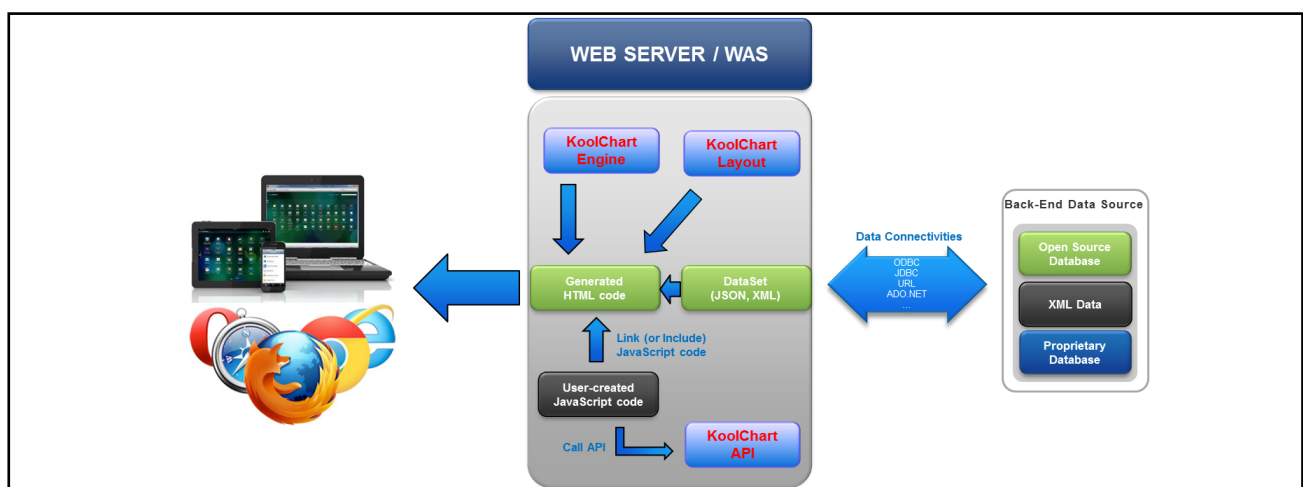 WEB SERVER / WAS
KoolChart
Engine
KoolChart
Layout
Back-End Data Source
Data Connectivities
ODBC
JDBC
URL
ADO.NET
...
Open Source
Database
XML Data
Proprietary
Database
Generated
HTML code
DataSet
(JSON, XML)
Link (or Include)
JavaScript code
User-created
JavaScript code
Call API
KoolChart
API